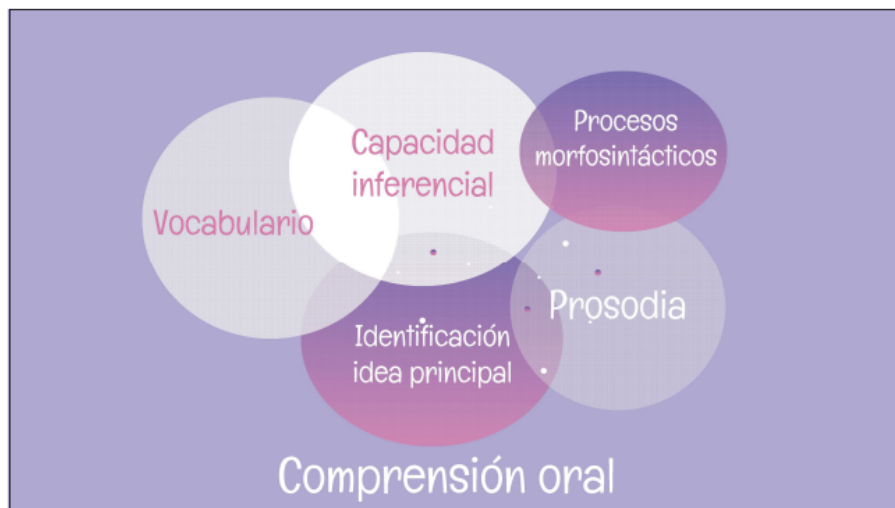 Capacidad
inferencial
Procesos
morfosintácticos
Vocabulario
Prosodia
Identificación
idea principal
Comprensión oral